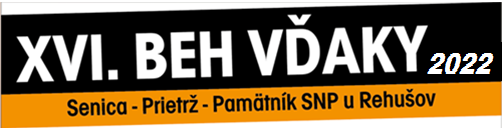 XVI. BEH VĎAKY 2022
Senica - Prietrž - Pamätník SNP u Rehušov